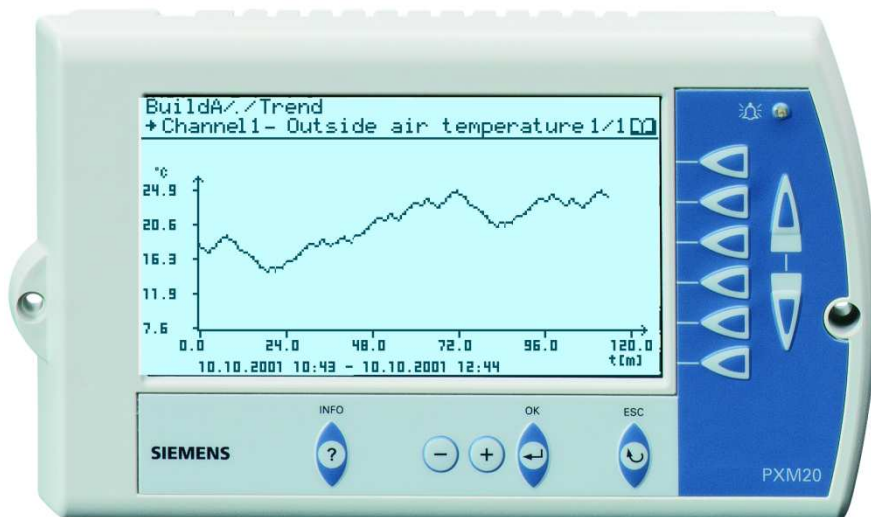 BuildA/./Trend
→Channel1- Outside air temperature 1/1
°C
24.9
20.6
16.3
11.9
7.6
0.0 24.0 48.0 72.0 96.0 120.0
t[m]
10.10.2001 10:43 - 10.10.2001 12:44
INFO OK ESC
SIEMENS ? - +
PXM20